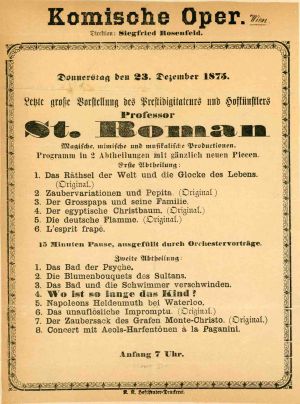 Komische Oper. Wien
Direktion: Siegfried Rosenfeld.
Donnerstag den 23. Dezember 1875.
Letzte große Vorstellung des Prestidigitateurs und Hofkünstlers
Professor
St. Roman
Magische, mimische und musikalische Productionen.
Programm in 2 Abtheilungen mit gänzlich neuen Piecen.
Erste Abtheilung:
1. Das Räthsel der Welt und die Glocke des Lebens.
(Original.)
2. Zaubervariationen und Pepita. (Original.)
3. Der Grosspapa und seine Familie.
4. Der egyptische Christbaum. (Original.)
5. Die deutsche Flamme. (Original.)
6. L'esprit frapé.
15 Minuten Pause, ausgefüllt durch Orchestervorträge.
Zweite Abtheilung:
1. Das Bad der Psyche.
2. Die Blumenbouquets des Sultans.
3. Das Bad und die Schwimmer verschwinden.
4. Wo ist so lange das Kind?
5. Napoleons Heldenmuth bei Waterloo.
6. Das unauflösliche Impromptu. (Original.)
7. Der Zaubersack des Grafen Monte-Christo. (Original.)
8. Concert mit Aeols-Harfentönen à la Paganini.
Anfang 7 Uhr.
K. K. Hoftheater-Druckerei.